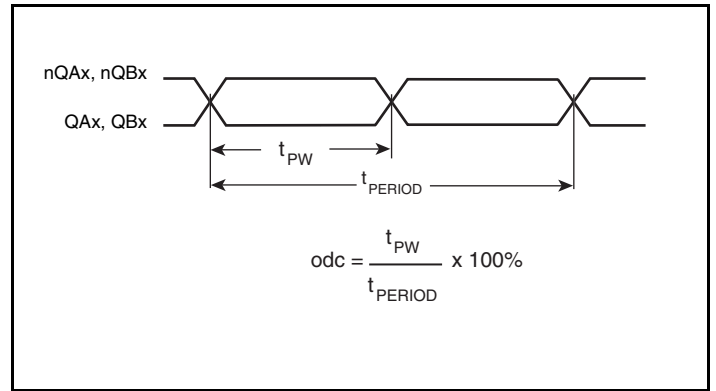 nQAx, nQBx
QAx, QBx
tPW
tPERIOD
odc = tPW / tPERIOD x 100%